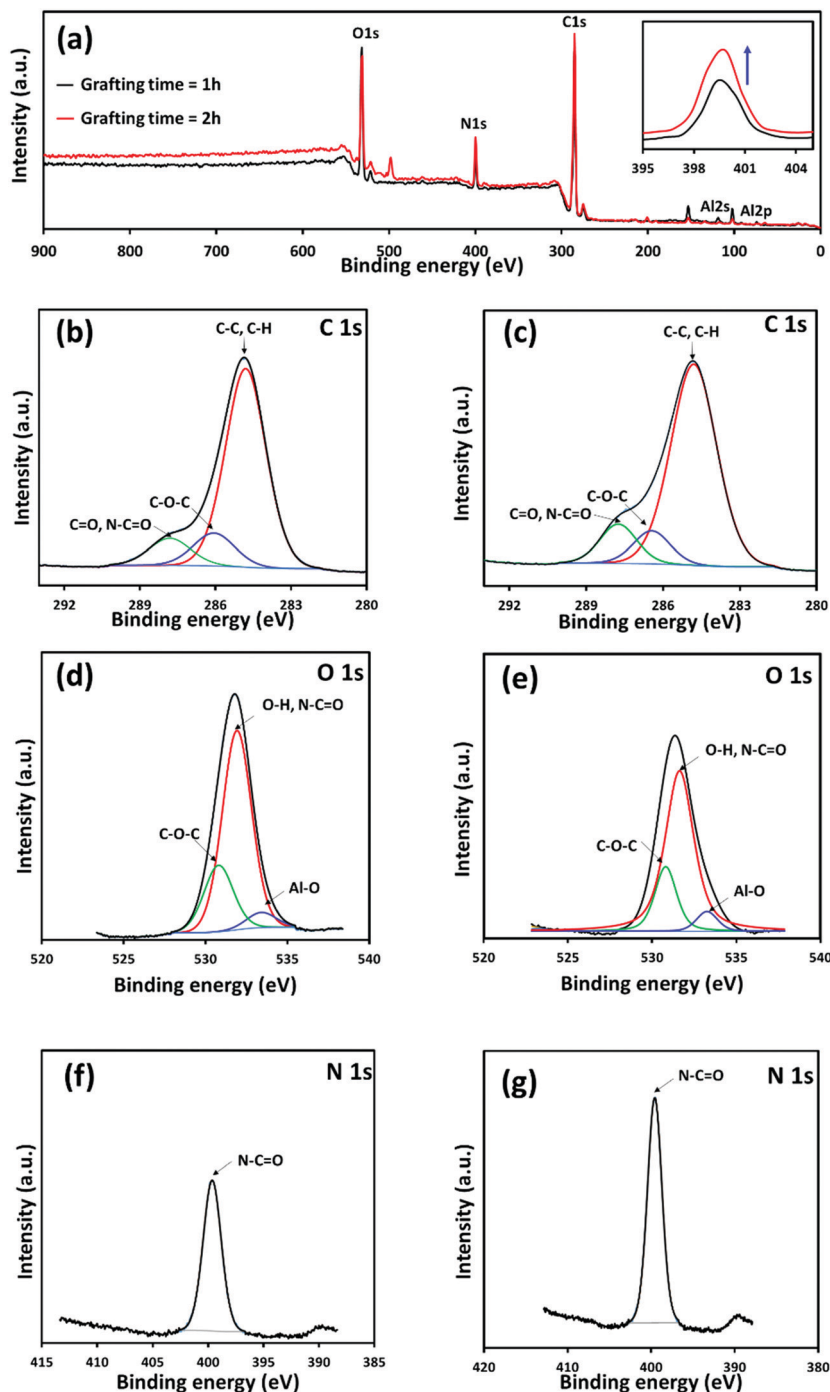 (a)
O1s
C1s
N1s
Grafting time = 1h
Grafting time = 2h
Al2s
Al2p
395 398 401 404
Intensity (a.u.)
900 800 700 600 500 400 300 200 100 0
Binding energy (eV)
(b)
C 1s
C-C, C-H
C-O-C
C=O, N-C=O
Intensity (a.u.)
292 289 286 283 280
Binding energy (eV)
(c)
C 1s
C-C, C-H
C-O-C
C=O, N-C=O
Intensity (a.u.)
292 289 286 283 280
Binding energy (eV)
(d)
O 1s
O-H, N-C=O
C-O-C
Al-O
Intensity (a.u.)
520 525 530 535 540
Binding energy (eV)
(e)
O 1s
O-H, N-C=O
C-O-C
Al-O
Intensity (a.u.)
520 525 530 535 540
Binding energy (eV)
(f)
N 1s
N-C=O
Intensity (a.u.)
415 410 405 400 395 390 385
Binding energy (eV)
(g)
N 1s
N-C=O
Intensity (a.u.)
420 410 400 390 380
Binding energy (eV)